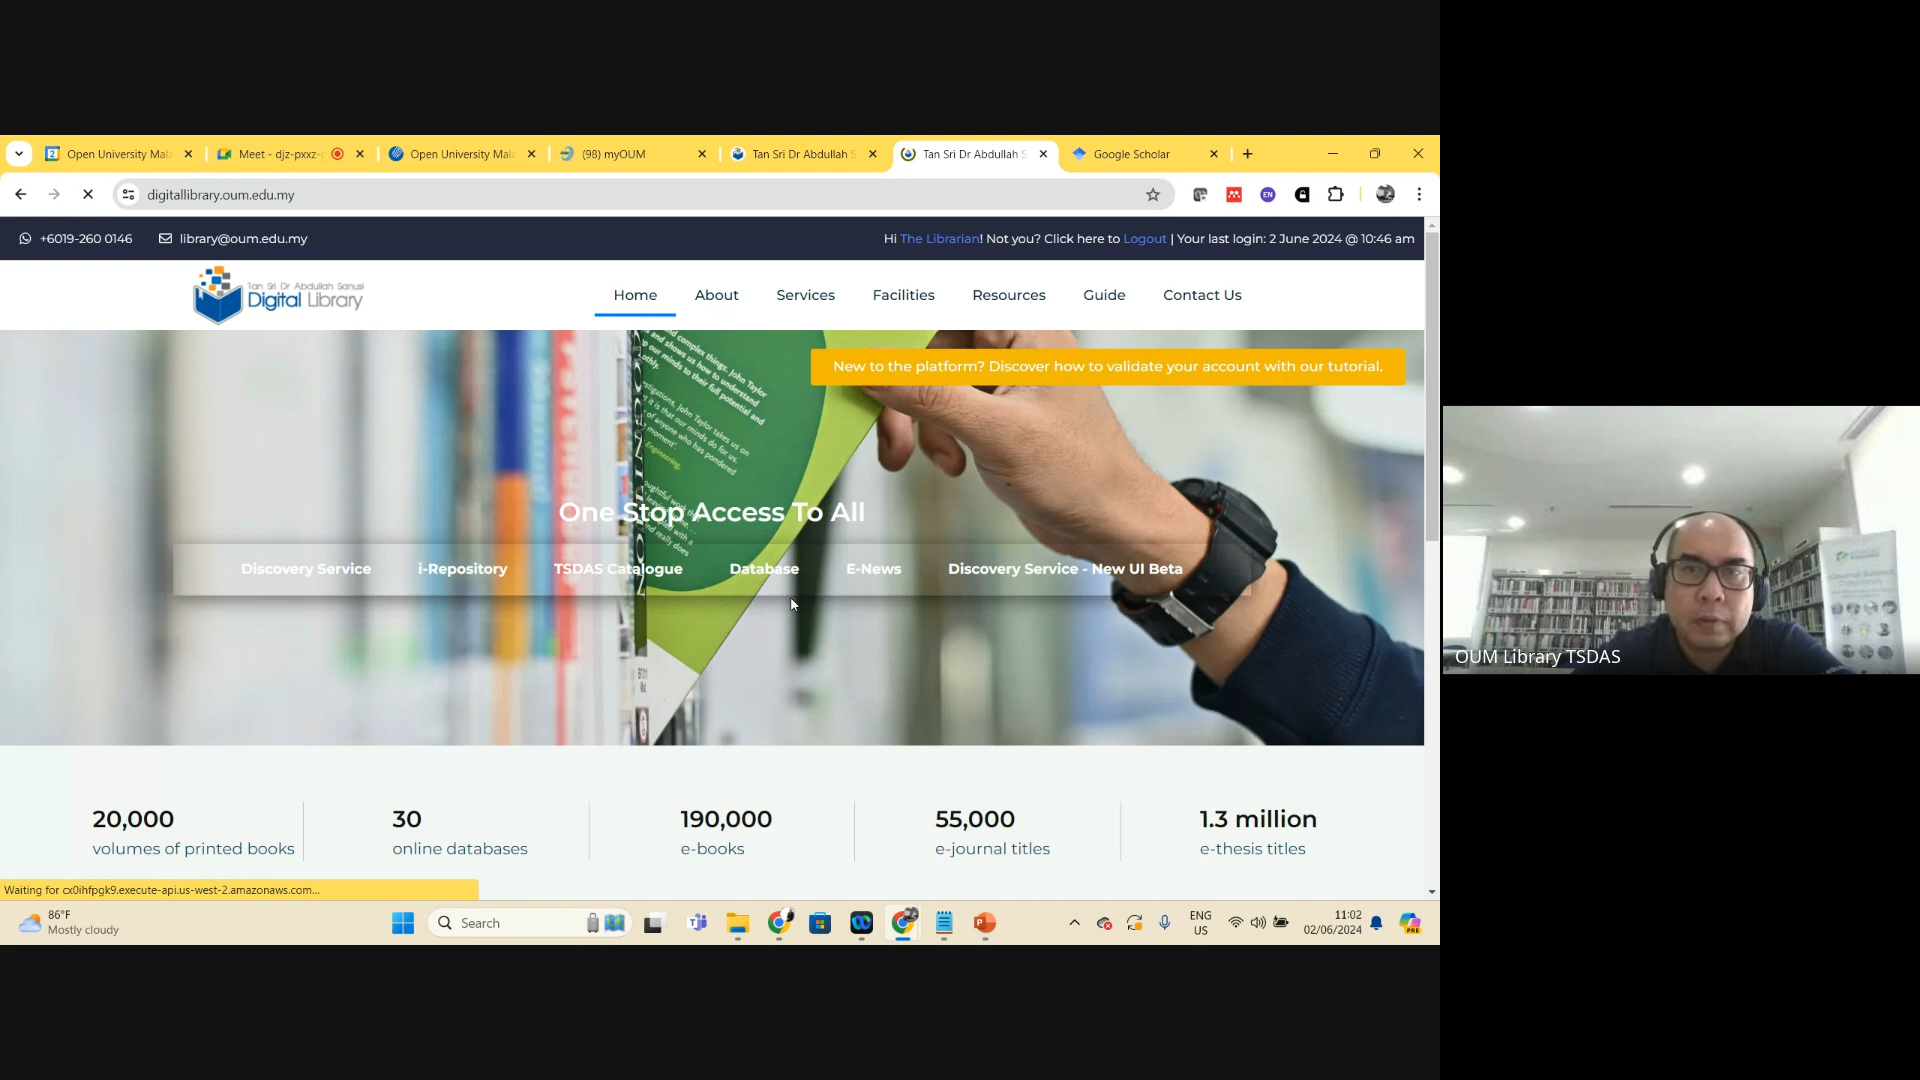 Open University Mala
Meet - djz-pxxz-
Open University Mala
(98) myOUM
Tan Sri Dr Abdullah S
Tan Sri Dr Abdullah S
Google Scholar
digitallibrary.oum.edu.my
EN
+6019-260 0146
library@oum.edu.my
Hi The Librarian! Not you? Click here to Logout | Your last login: 2 June 2024 @ 10:46 am
Tan Sri Dr Abdullah Sanusi
Digital Library
Home
About
Services
Facilities
Resources
Guide
Contact Us
New to the platform? Discover how to validate your account with our tutorial.
One Stop Access To All
Discovery Service
i-Repository
TSDAS Catalogue
Database
E-News
Discovery Service - New UI Beta
20,000
volumes of printed books
30
online databases
190,000
e-books
55,000
e-journal titles
1.3 million
e-thesis titles
Waiting for cx0ihfpgk9.execute-api.us-west-2.amazonaws.com...
86°F
Mostly cloudy
Search
ENG
US
11:02
02/06/2024
PRE
OUM Library TSDAS